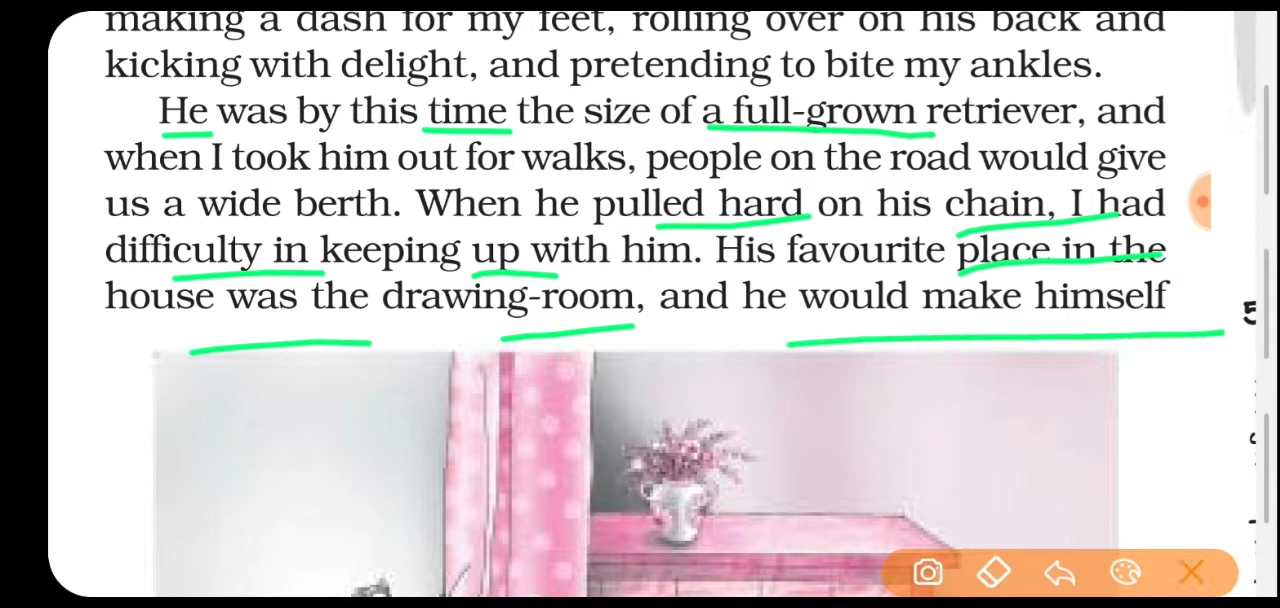 making a dash for my feet, rolling over on his back and
kicking with delight, and pretending to bite my ankles.
He was by this time the size of a full-grown retriever, and
when I took him out for walks, people on the road would give
us a wide berth. When he pulled hard on his chain, I had
difficulty in keeping up with him. His favourite place in the
house was the drawing-room, and he would make himself
5